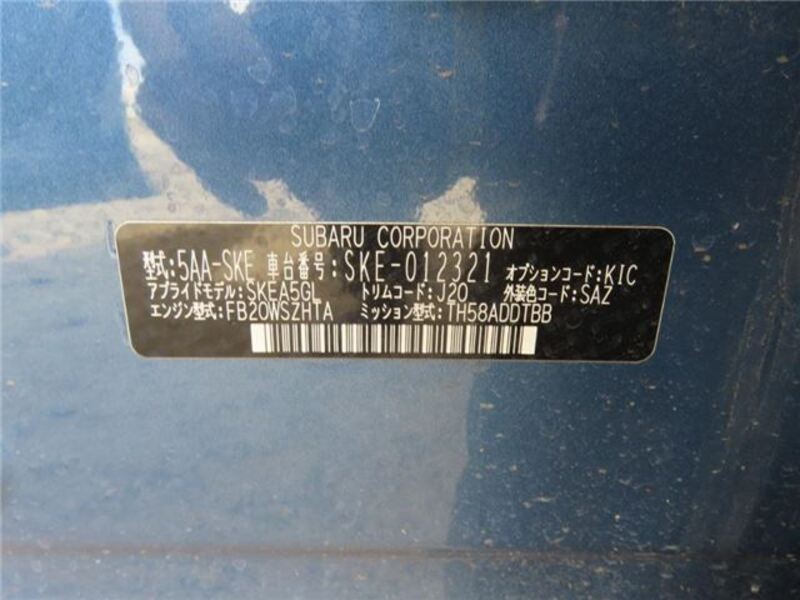 SUBARU CORPORATION
型式:5AA-SKE 車台番号:SKE-012321 オプションコード:KIC
アプライドモデル:SKEA5GL トリムコード:J20 外装色コード:SAZ
エンジン型式:FB20WSZHTA ミッション型式:TH58ADDTBB